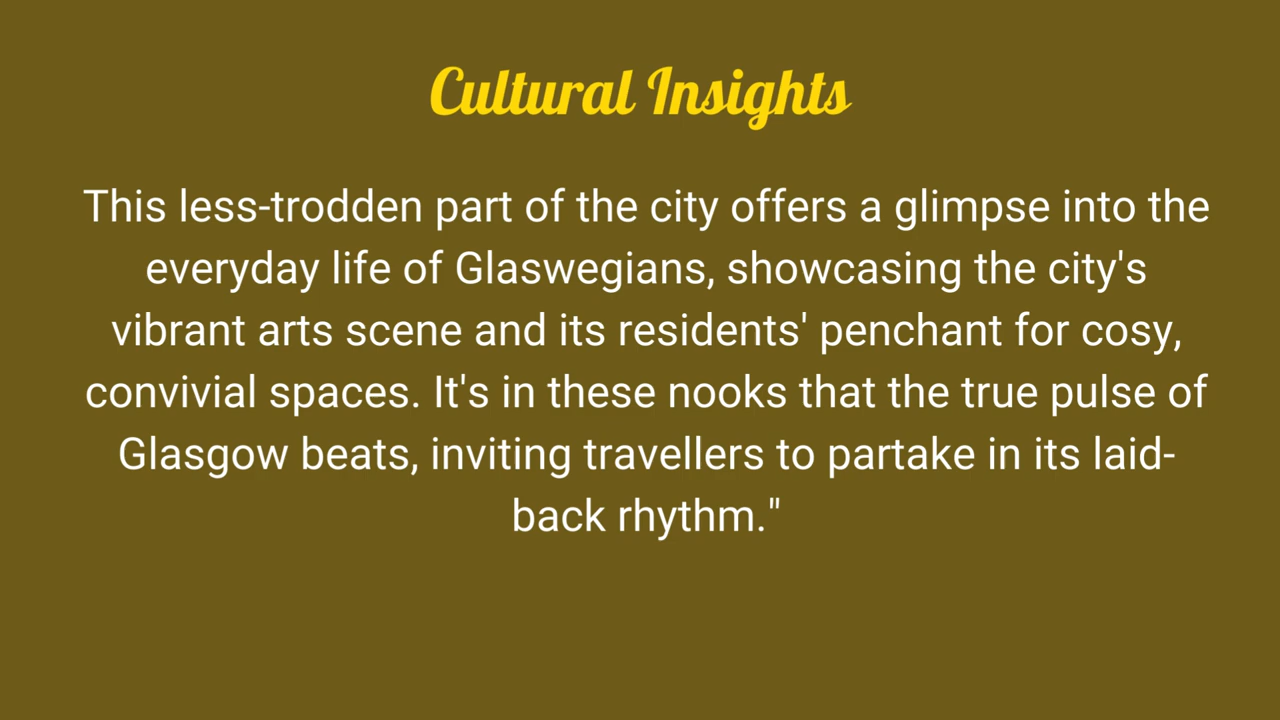 Cultural Insights
This less-trodden part of the city offers a glimpse into the
everyday life of Glaswegians, showcasing the city's
vibrant arts scene and its residents' penchant for cosy,
convivial spaces. It's in these nooks that the true pulse of
Glasgow beats, inviting travellers to partake in its laid-
back rhythm."